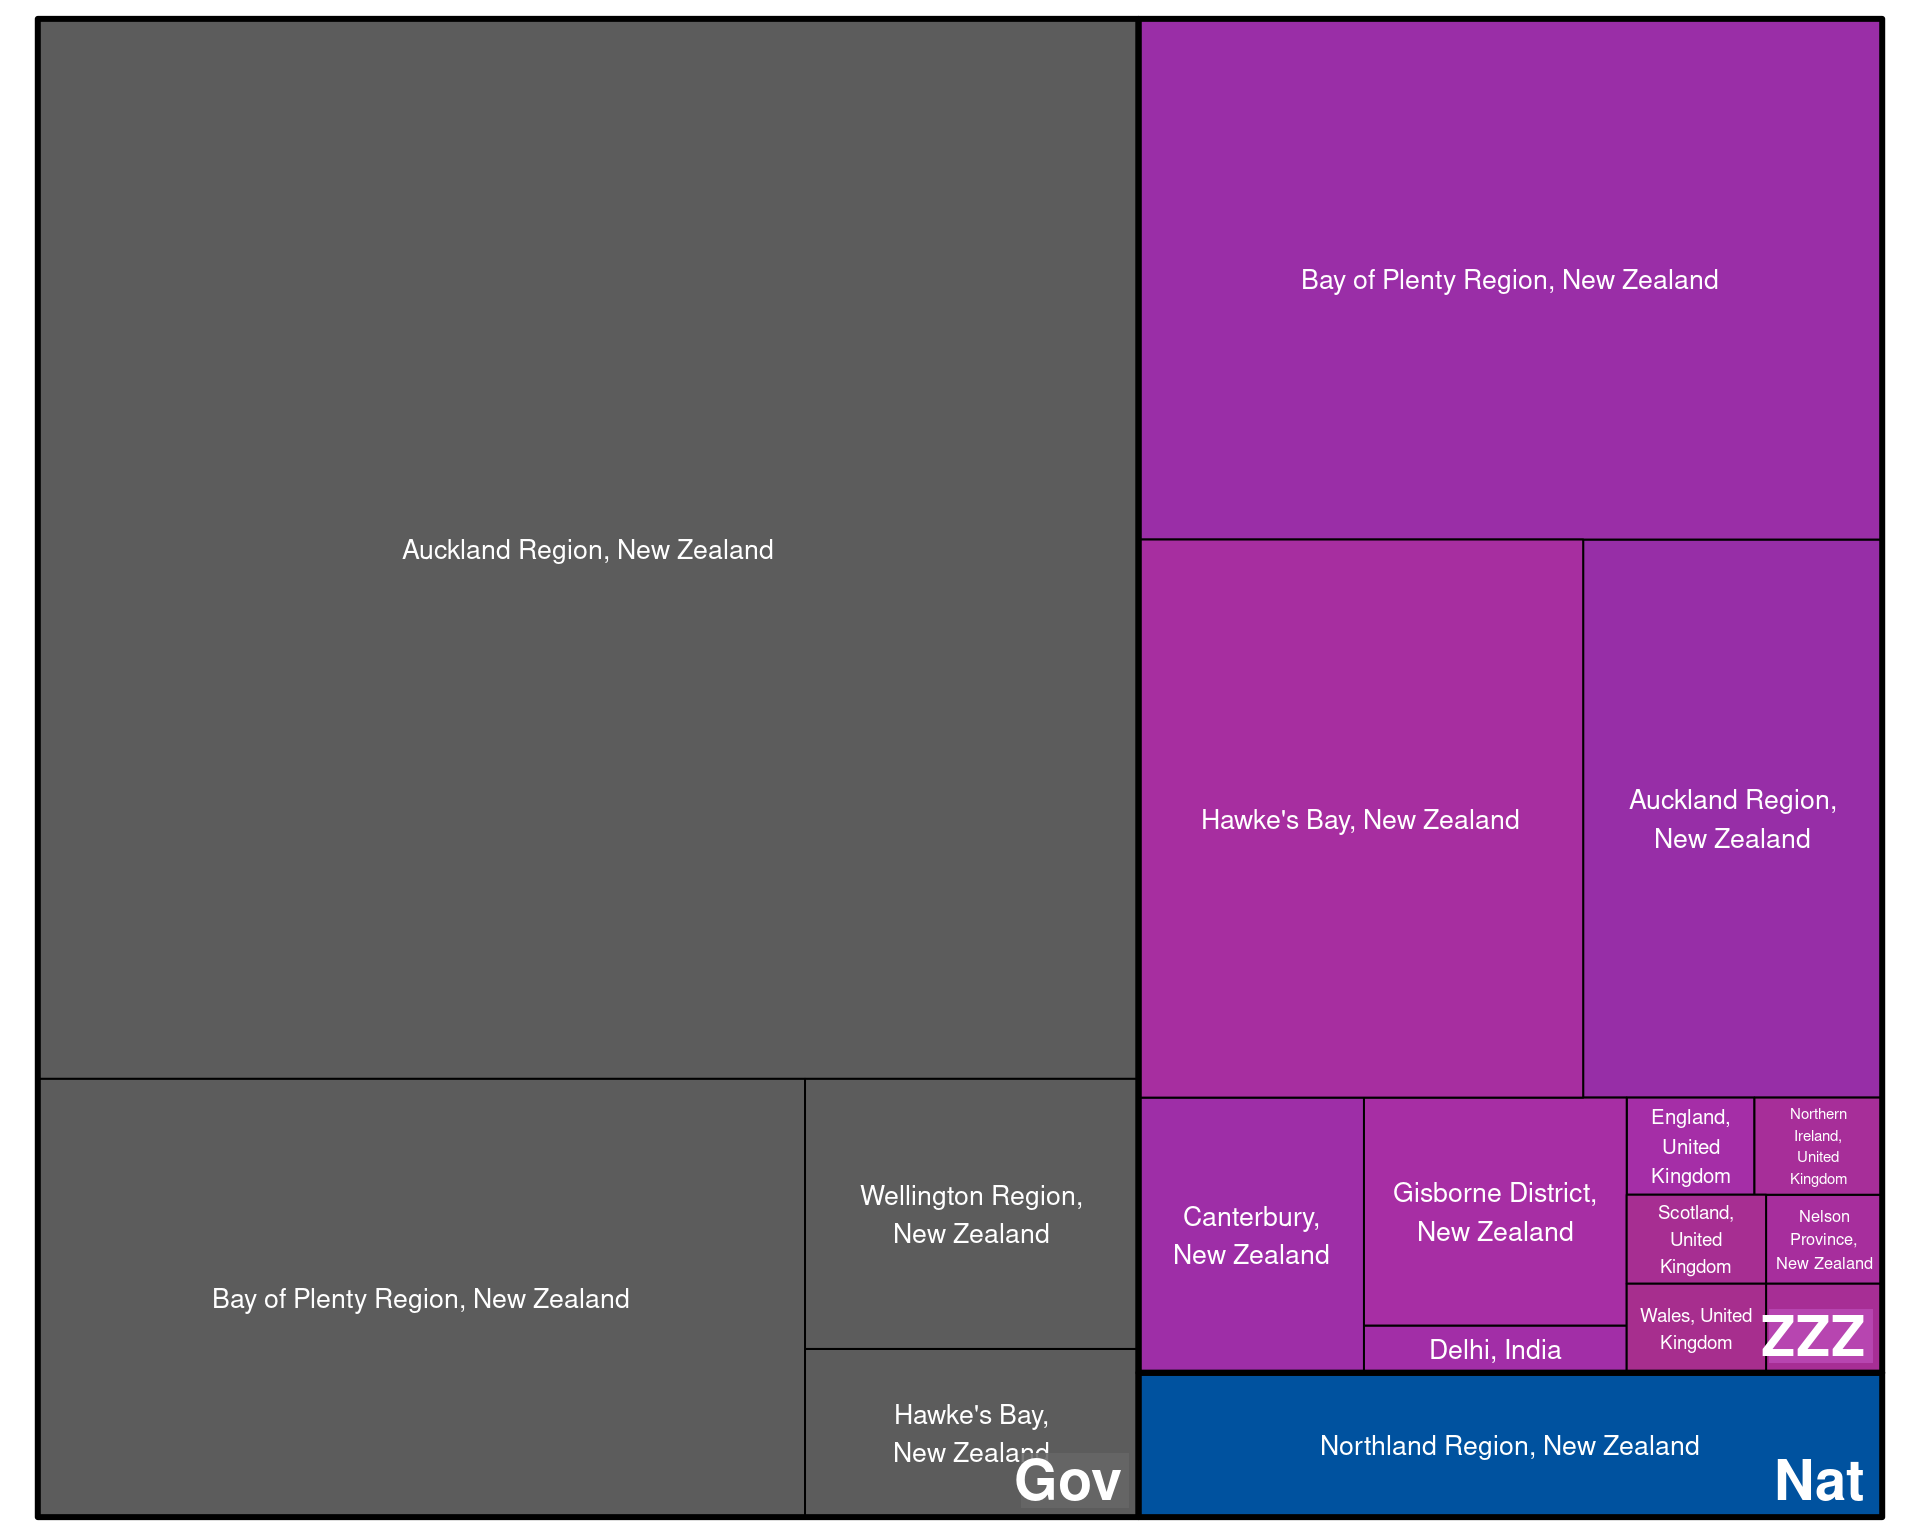 Auckland Region, New Zealand
Bay of Plenty Region, New Zealand
Wellington Region,
New Zealand
Hawke's Bay,
New Zealand
Gov
Bay of Plenty Region, New Zealand
Hawke's Bay, New Zealand
Auckland Region,
New Zealand
Canterbury,
New Zealand
Gisborne District,
New Zealand
Delhi, India
England,
United
Kingdom
Northern
Ireland,
United
Kingdom
Scotland,
United
Kingdom
Nelson
Province,
New Zealand
Wales, United
Kingdom
ZZZ
Northland Region, New Zealand
Nat